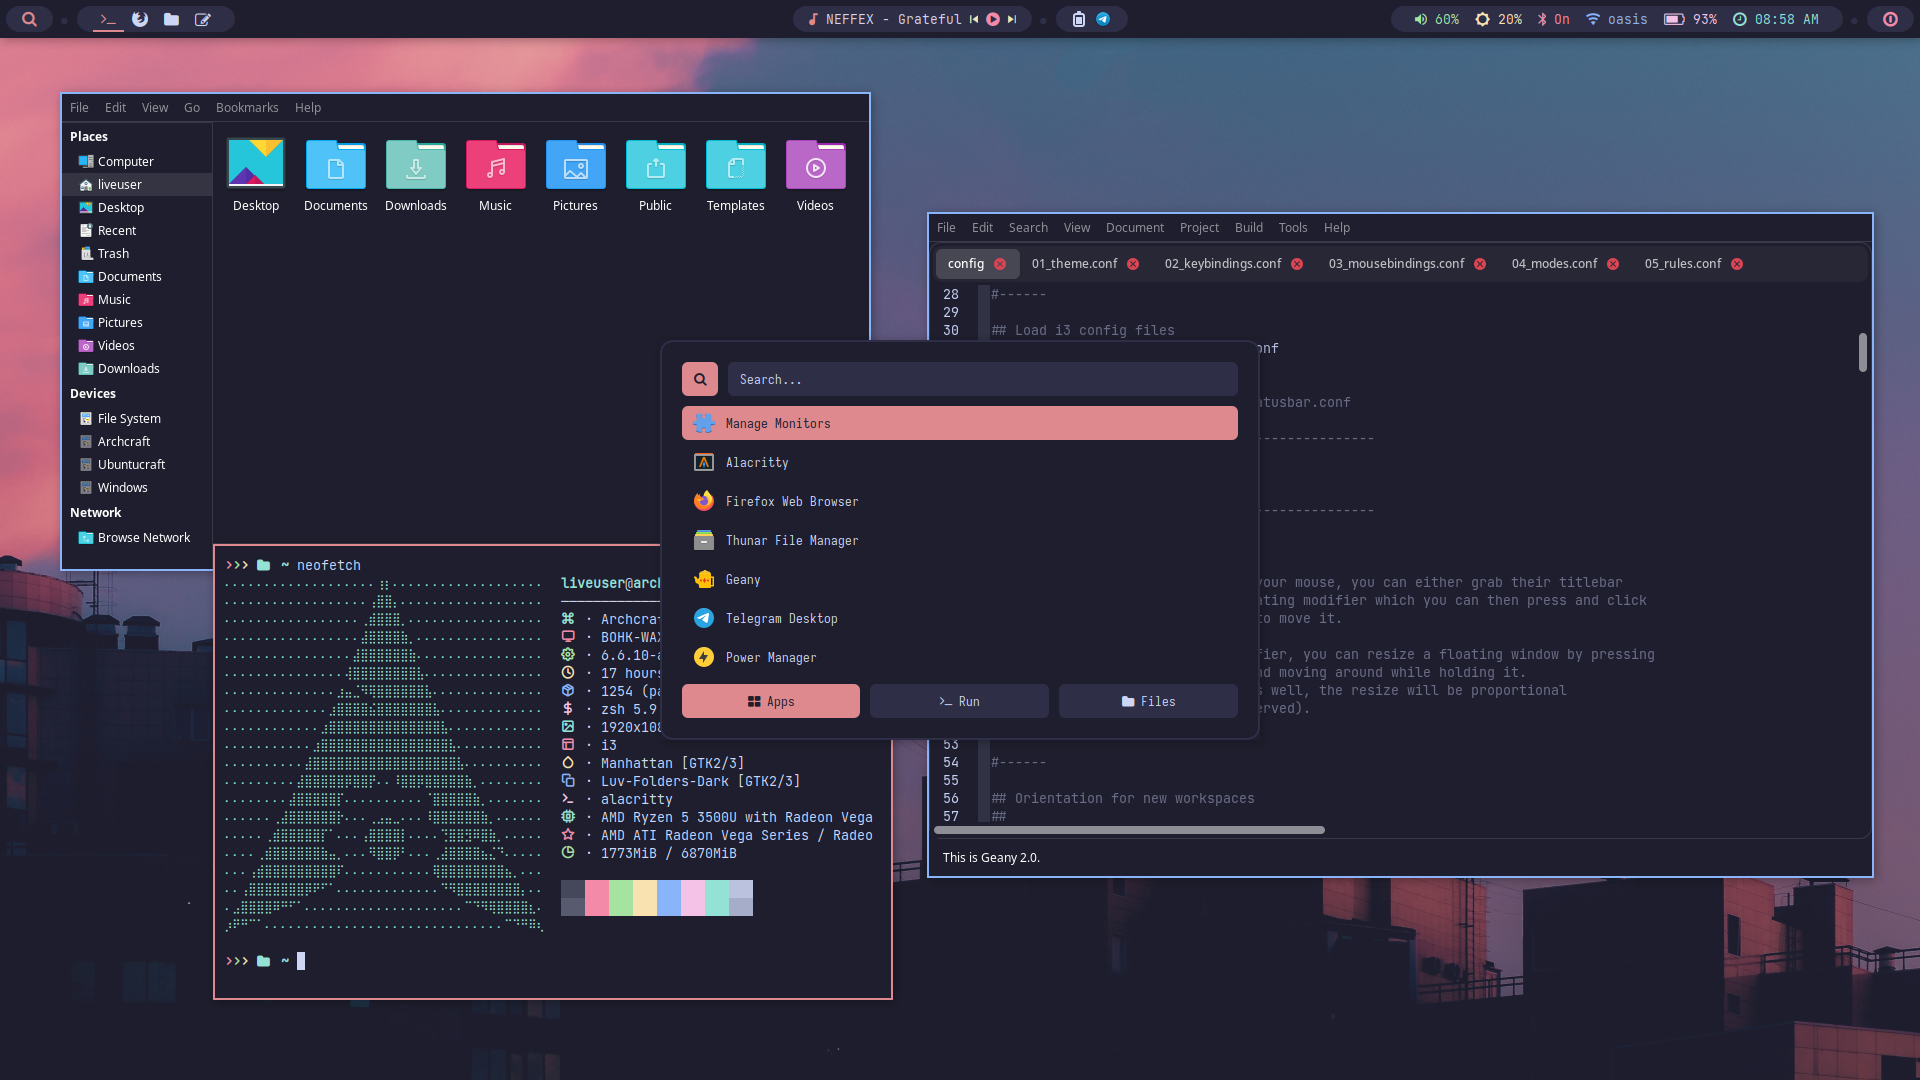 NEFFEX - Grateful
60%
20%
On
oasis
93%
08:58 AM
File Edit View Go Bookmarks Help
Places
Computer
liveuser
Desktop
Recent
Trash
Documents
Music
Pictures
Videos
Downloads
Devices
File System
Archcraft
Ubuntucraft
Windows
Network
Browse Network
Desktop Documents Downloads Music Pictures Public Templates Videos
>>> ~ neofetch
liveuser@arc
· Archcra
· BOHK-WA
· 6.6.10-
· 17 hours
· 1254 (pa
· zsh 5.9
· 1920x108
· i3
· Manhattan [GTK2/3]
· Luv-Folders-Dark [GTK2/3]
· alacritty
· AMD Ryzen 5 3500U with Radeon Vega
· AMD ATI Radeon Vega Series / Radeo
· 1773MiB / 6870MiB
>>> ~
Search...
Manage Monitors
Alacritty
Firefox Web Browser
Thunar File Manager
Geany
Telegram Desktop
Power Manager
Apps
Run
Files
File Edit Search View Document Project Build Tools Help
config 01_theme.conf 02_keybindings.conf 03_mousebindings.conf 04_modes.conf 05_rules.conf
28 #------
29
30 ## Load i3 config files
onf
tusbar.conf
---------------
---------------
your mouse, you can either grab their titlebar
ating modifier which you can then press and click
to move it.
fier, you can resize a floating window by pressing
nd moving around while holding it.
s well, the resize will be proportional
erved).
53
54 #------
55
56 ## Orientation for new workspaces
57 ##
This is Geany 2.0.